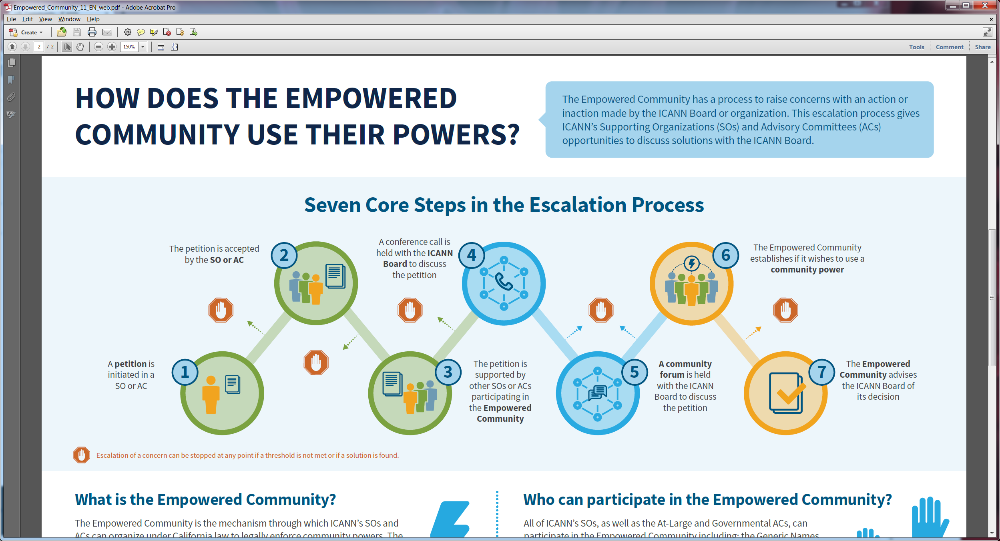 Empowered_Community_11_EN_web.pdf - Adobe Acrobat Pro
File Edit View Window Help
Create
2 / 2
150%
Tools Comment Share
HOW DOES THE EMPOWERED
COMMUNITY USE THEIR POWERS?
The Empowered Community has a process to raise concerns with an action or
inaction made by the ICANN Board or organization. This escalation process gives
ICANN’s Supporting Organizations (SOs) and Advisory Committees (ACs)
opportunities to discuss solutions with the ICANN Board.
Seven Core Steps in the Escalation Process
1
A petition is
initiated in a
SO or AC
2
The petition is accepted
by the SO or AC
3
The petition is
supported by
other SOs or ACs
participating in
the Empowered
Community
4
A conference call is
held with the ICANN
Board to discuss
the petition
5
A community
forum is held
with the ICANN
Board to discuss
the petition
6
The Empowered Community
establishes if it wishes to use a
community power
7
The Empowered
Community advises
the ICANN Board of
its decision
Escalation of a concern can be stopped at any point if a threshold is not met or if a solution is found.
What is the Empowered Community?
The Empowered Community is the mechanism through which ICANN’s SOs and
ACs can organize under California law to legally enforce community powers. The
Who can participate in the Empowered Community?
All of ICANN’s SOs, as well as the At-Large and Governmental ACs, can
participate in the Empowered Community including: the Generic Names